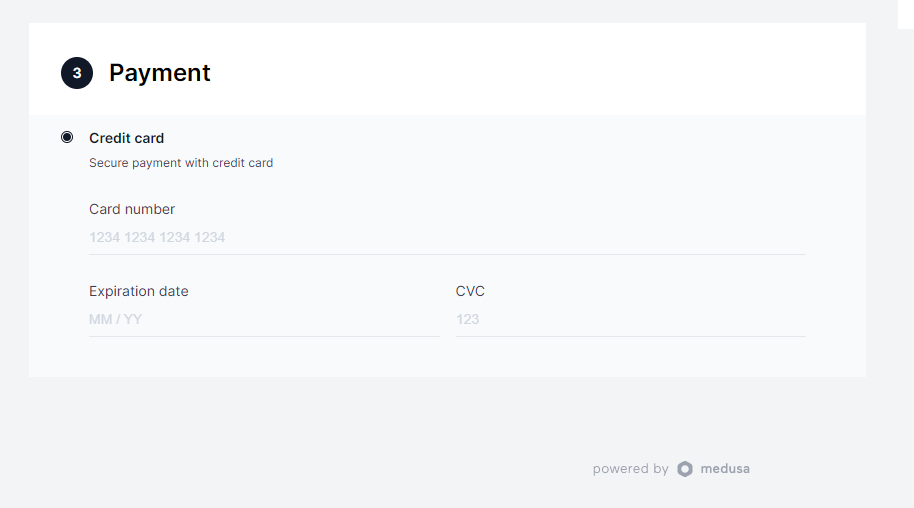 3 Payment
Credit card
Secure payment with credit card
Card number
1234 1234 1234 1234
Expiration date CVC
MM / YY 123
powered by medusa